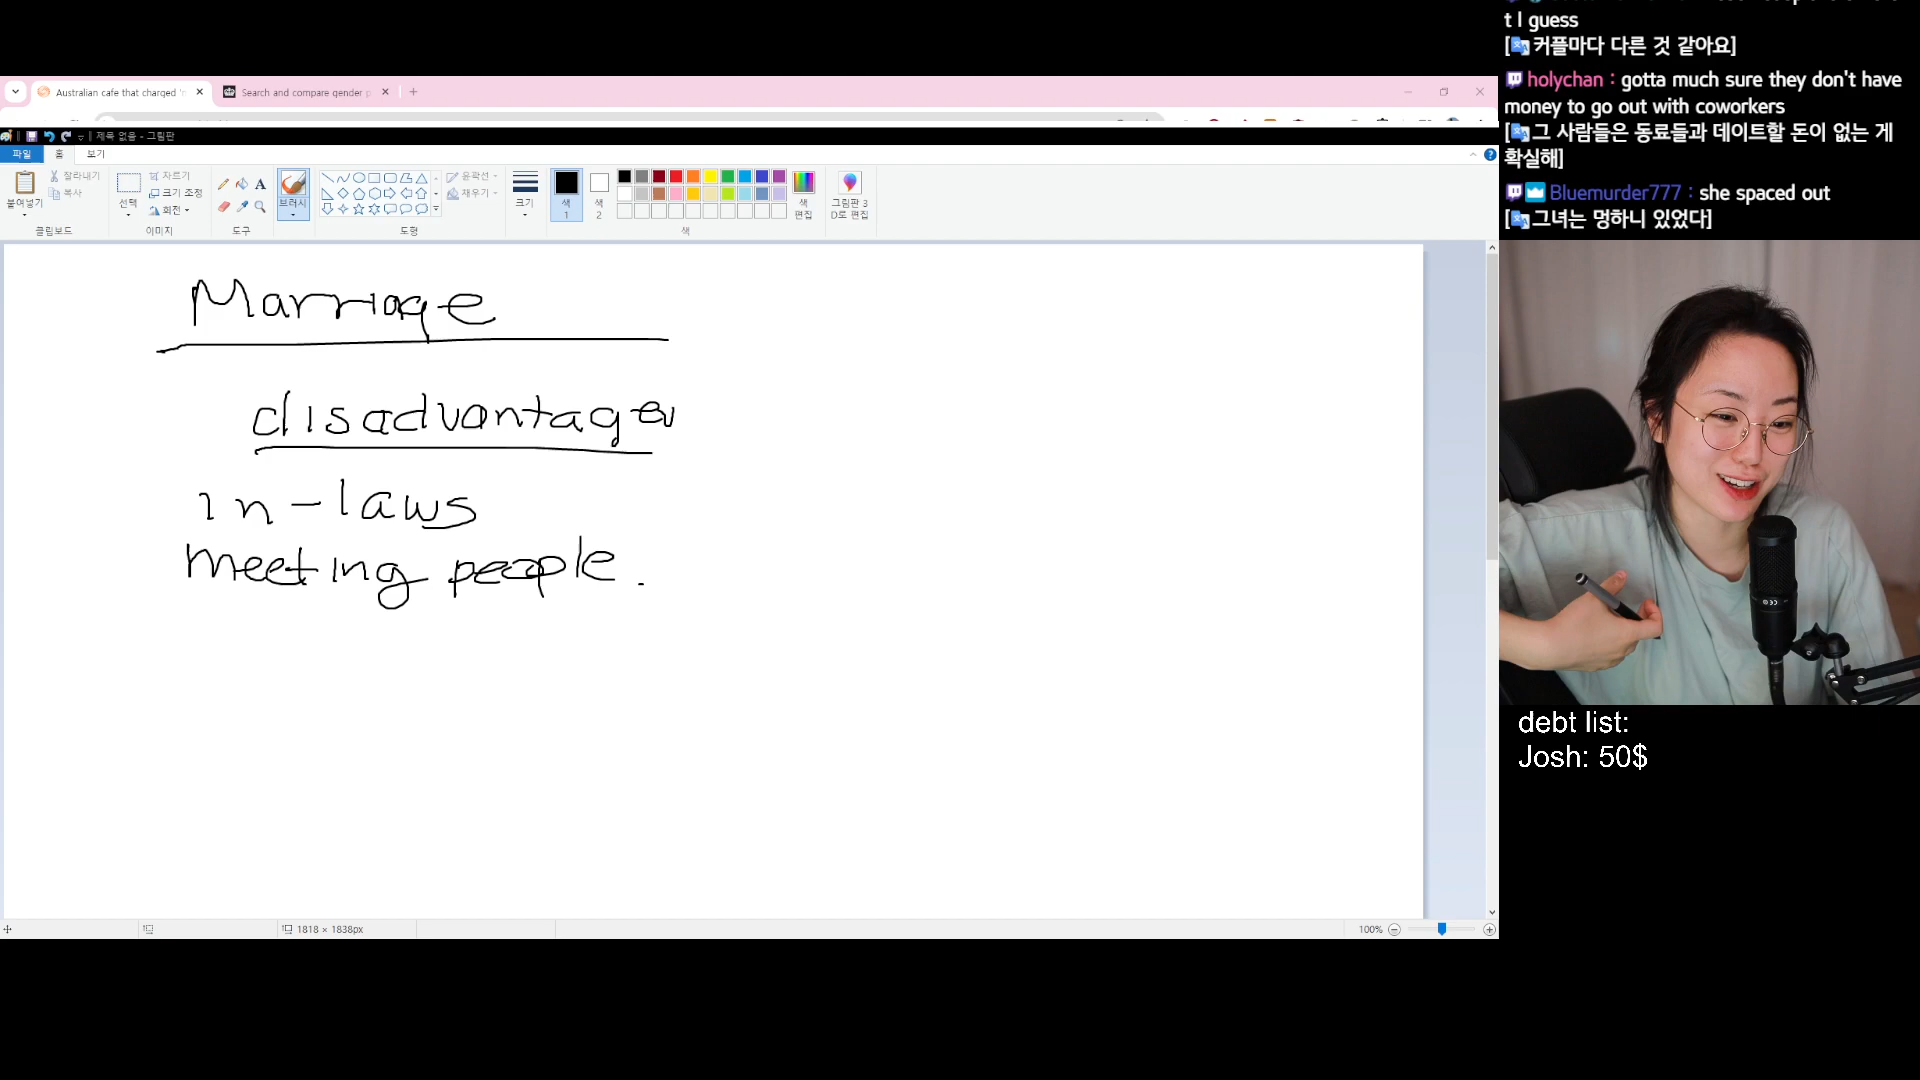 t I guess
[커플마다 다른 것 같아요]
holychan : gotta much sure they don't have
money to go out with coworkers
[그 사람들은 동료들과 데이트할 돈이 없는 게
확실해]
Bluemurder777 : she spaced out
[그녀는 멍하니 있었다]
Australian cafe that charged 'r
Search and compare gender p
제목 없음 - 그림판
파일 홈 보기
붙여넣기
잘라내기
복사
클립보드
선택
자르기
크기 조정
회전
이미지
A
도구
브러시
윤곽선
채우기
도형
크기
색
1
색
2
색
편집
색
그림판 3
D로 편집
Marriage
disadvantages
in-laws
meeting people.
debt list:
Josh: 50$
1818 × 1838px
100%